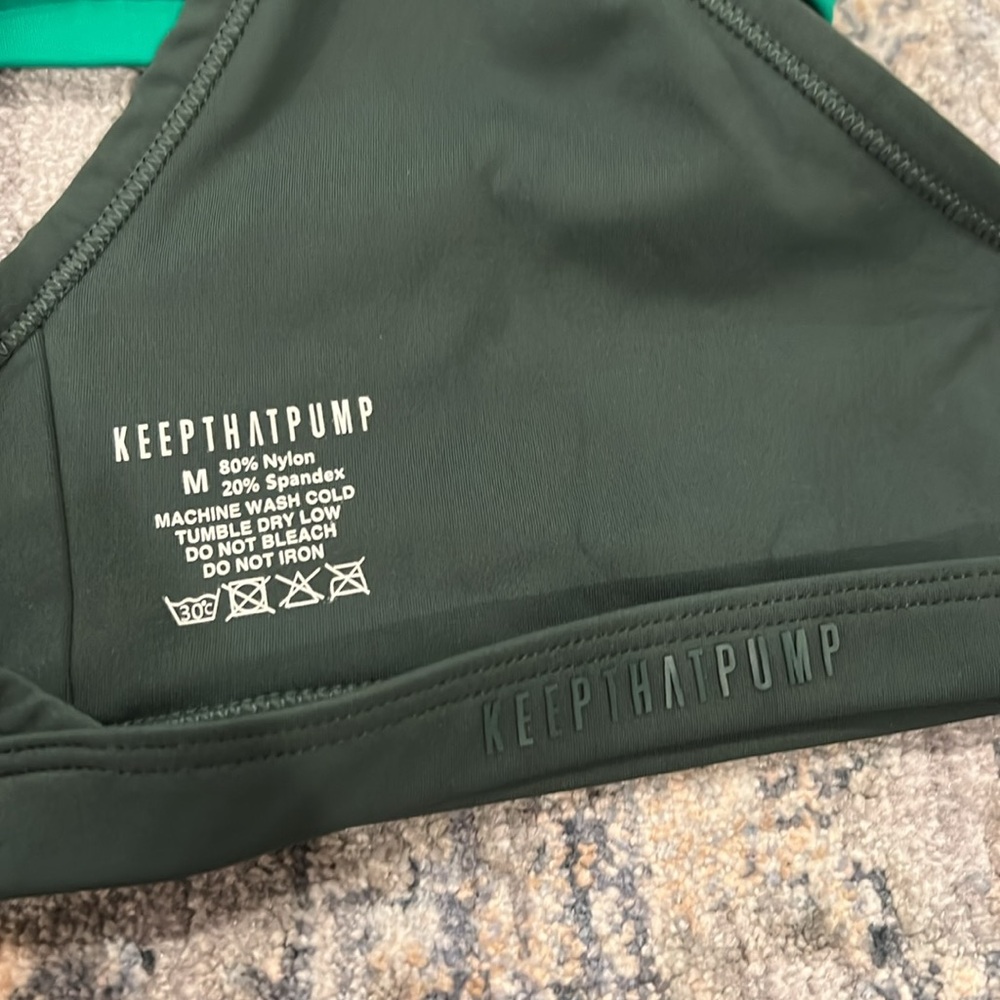 KEEPTHATPUMP
M 80% Nylon
20% Spandex
MACHINE WASH COLD
TUMBLE DRY LOW
DO NOT BLEACH
DO NOT IRON
30°c
KEEPTHATPUMP